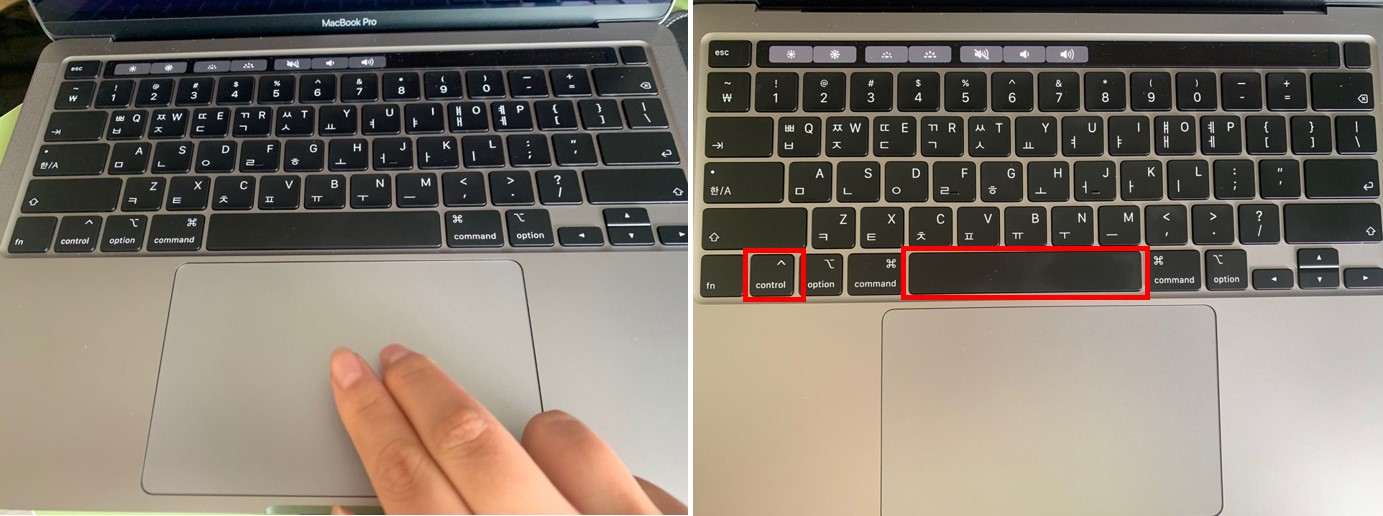 MacBook Pro
esc
~ ! @ # $ % ^ & * ( ) — +
₩ 1 2 3 4 5 6 7 8 9 0 - =
ㅃ Q ㅉ W ㄸ E ㄲ R ㅆ T Y U I ㅒ O ㅖ P { } |
ㅂ ㅈ ㄷ ㄱ ㅅ ㅛ ㅕ ㅑ ㅐ ㅔ [ ] \
한/A A S D F G H J K L : "
ㅁ ㄴ ㅇ ㄹ ㅎ ㅗ ㅓ ㅏ ㅣ ; '
Z X C V B N M < > ?
ㅋ ㅌ ㅊ ㅍ ㅠ ㅜ ㅡ , . /
fn control option command command option
esc
~ ! @ # $ % ^ & * ( ) — +
₩ 1 2 3 4 5 6 7 8 9 0 - =
ㅃ Q ㅉ W ㄸ E ㄲ R ㅆ T Y U I ㅒ O ㅖ P { } |
ㅂ ㅈ ㄷ ㄱ ㅅ ㅛ ㅕ ㅑ ㅐ ㅔ [ ] \
한/A A S D F G H J K L : "
ㅁ ㄴ ㅇ ㄹ ㅎ ㅗ ㅓ ㅏ ㅣ ; '
Z X C V B N M < > ?
ㅋ ㅌ ㅊ ㅍ ㅠ ㅜ ㅡ , . /
fn control option command command option